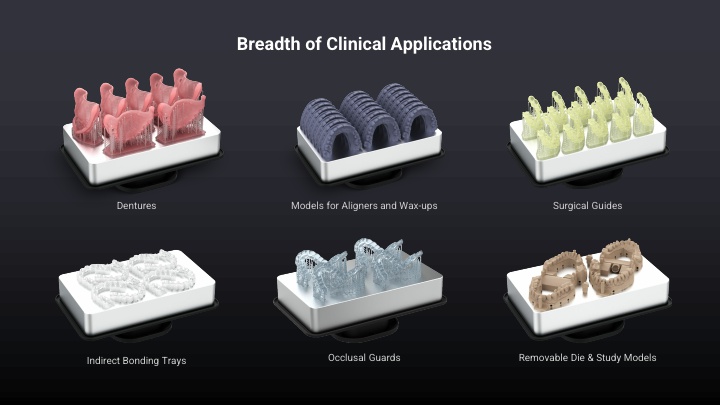 Breadth of Clinical Applications
Dentures
Models for Aligners and Wax-ups
Surgical Guides
Indirect Bonding Trays
Occlusal Guards
Removable Die & Study Models